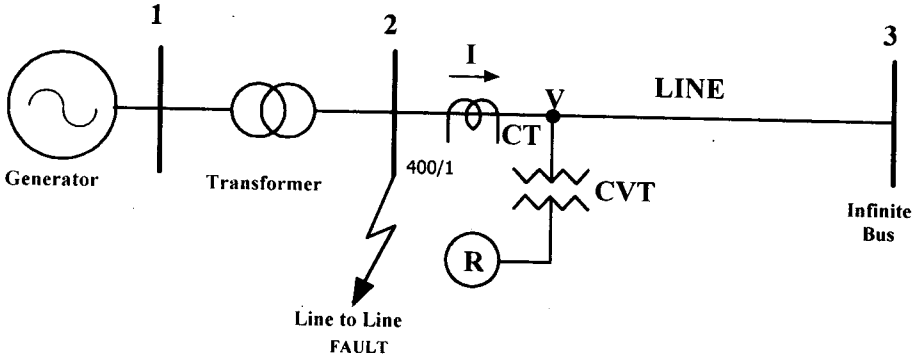 1
2
3
I
V
LINE
CT
400/1
Generator
Transformer
CVT
Infinite
Bus
R
Line to Line
FAULT